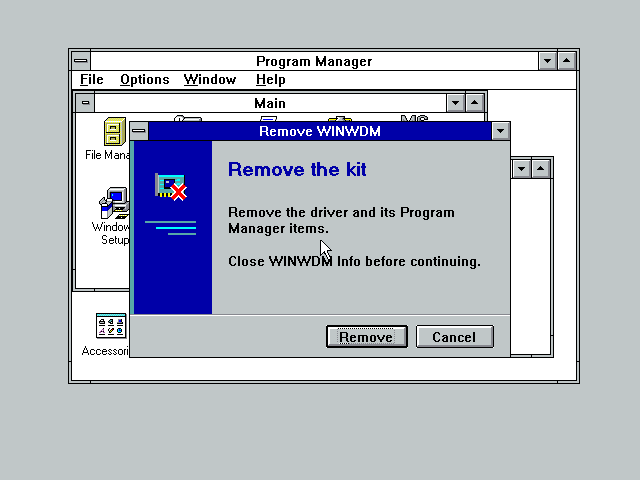 Program Manager
File Options Window Help
Main
Remove WINWDM
File Mana
Remove the kit
Remove the driver and its Program
Manager items.
Window
Setup
Close WINWDM Info before continuing.
Accessori
Remove Cancel